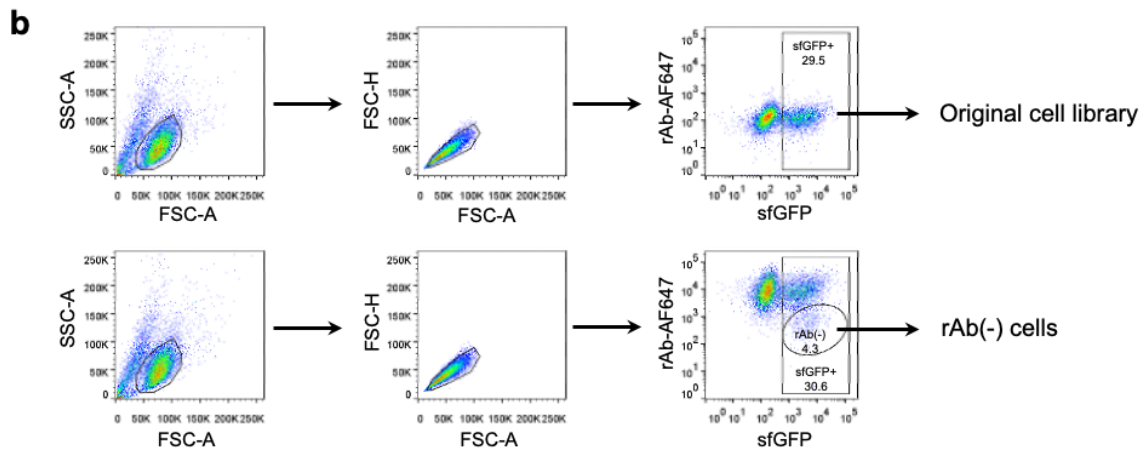 b
SSC-A
250K
200K
150K
100K
50K
0
0 50K 100K 150K 200K 250K
FSC-A
FSC-H
250K
200K
150K
100K
50K
0
0 50K 100K 150K 200K 250K
FSC-A
rAb-AF647
10^5
10^4
10^3
10^2
10^1
10^0
sfGFP+
29.5
10^0 10^1 10^2 10^3 10^4 10^5
sfGFP
Original cell library
SSC-A
250K
200K
150K
100K
50K
0
0 50K 100K 150K 200K 250K
FSC-A
FSC-H
250K
200K
150K
100K
50K
0
0 50K 100K 150K 200K 250K
FSC-A
rAb-AF647
10^5
10^4
10^3
10^2
10^1
10^0
rAb(-)
4.3
sfGFP+
30.6
10^0 10^1 10^2 10^3 10^4 10^5
sfGFP
rAb(-) cells